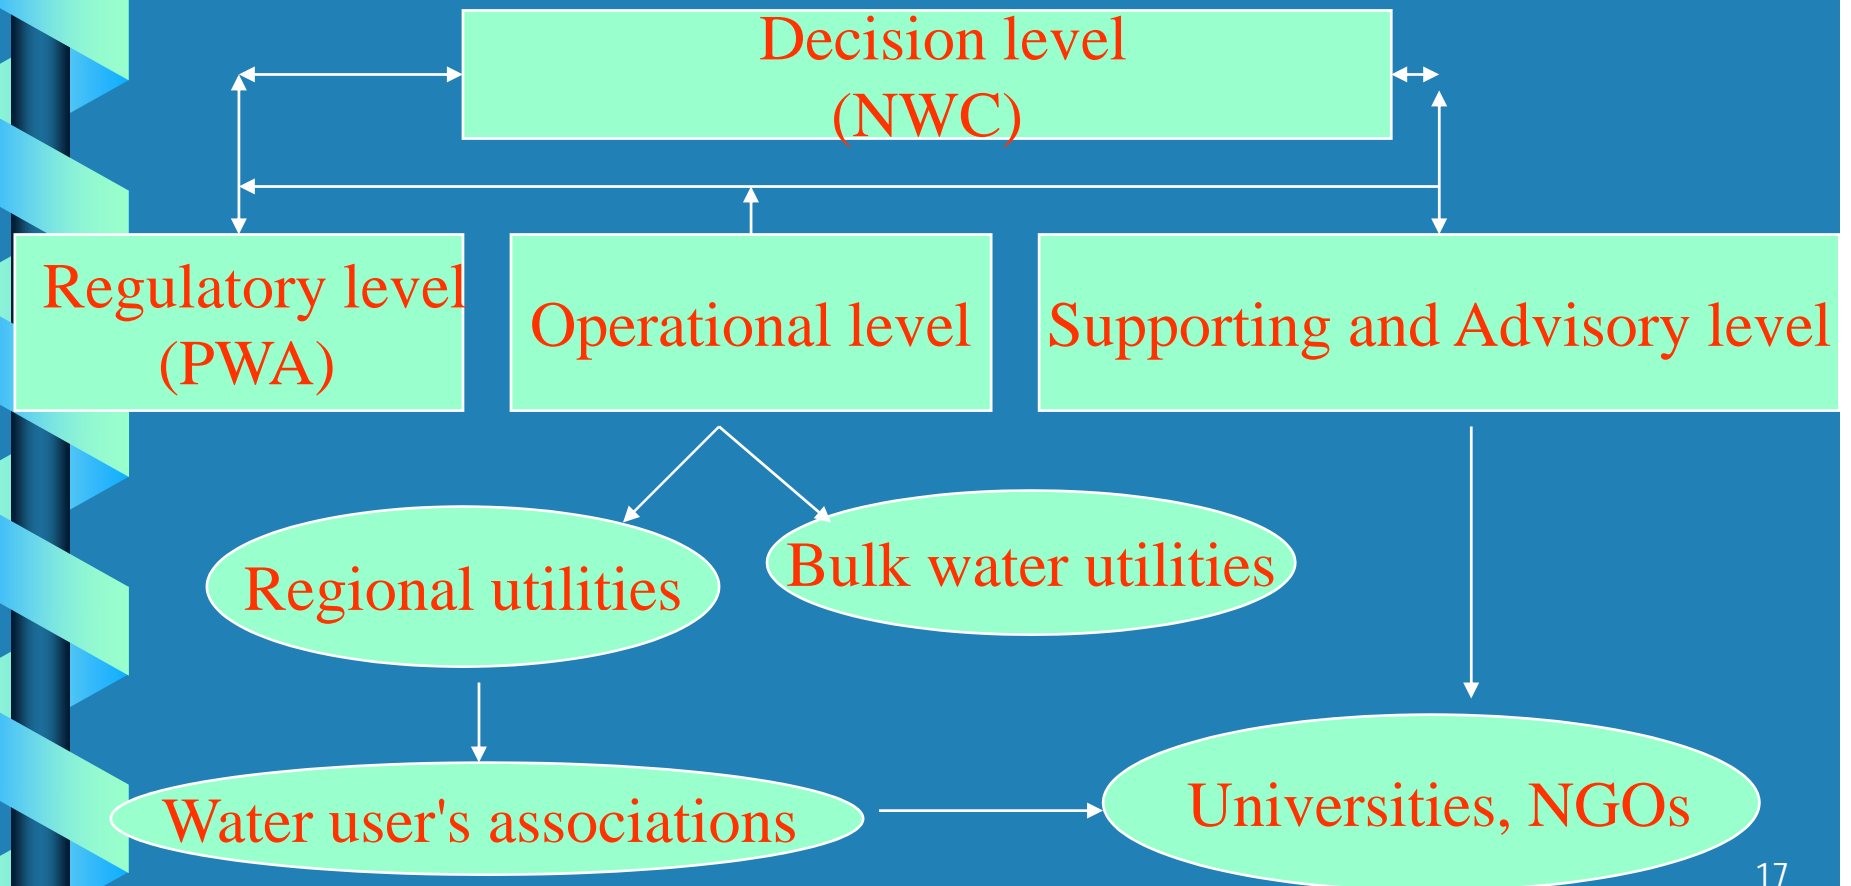 Decision level
(NWC)
Regulatory level
(PWA)
Operational level
Supporting and Advisory level
Regional utilities
Bulk water utilities
Water user's associations
Universities, NGOs
17